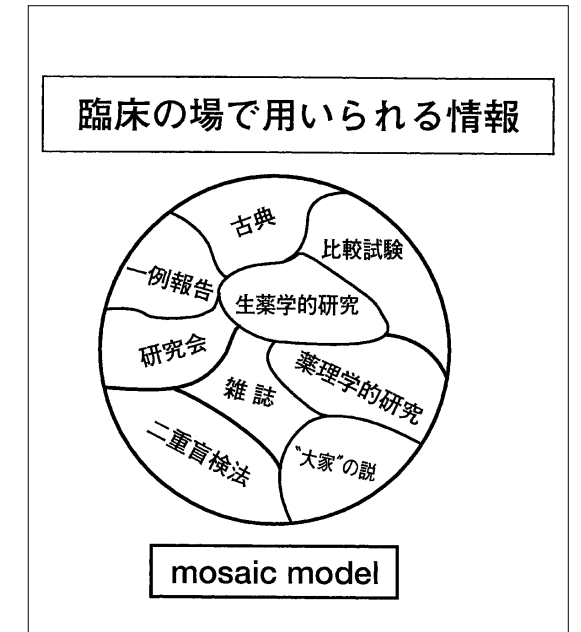 臨床の場で用いられる情報
古典
比較試験
一例報告
生薬学的研究
研究会
薬理学的研究
雑誌
二重盲検法
“大家”の説
mosaic model